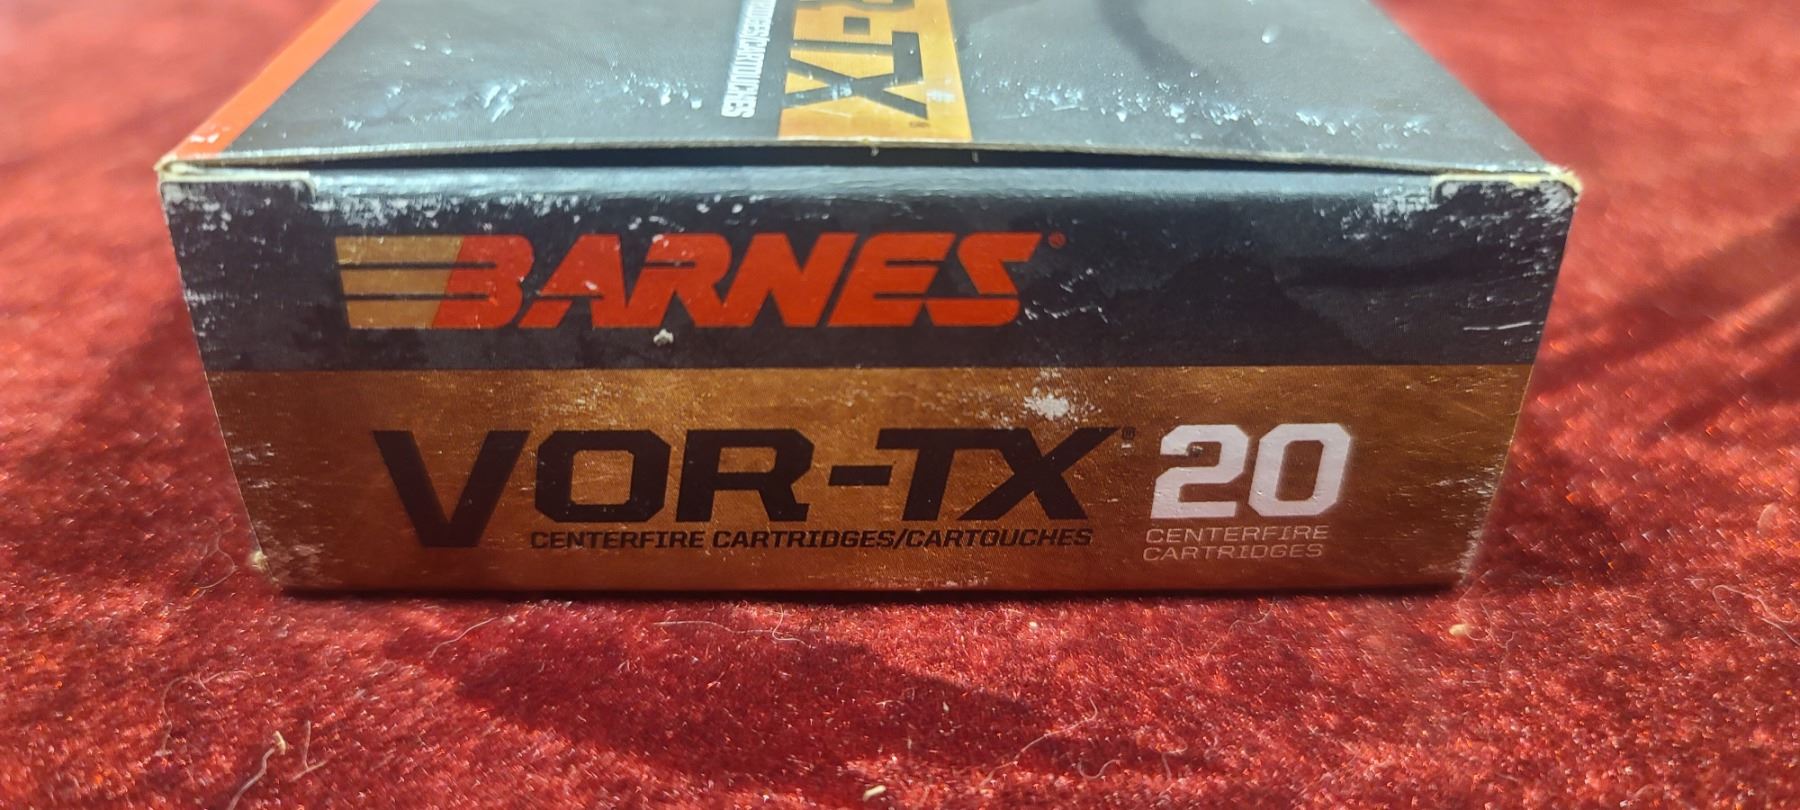 BARNES®
VOR-TX® 20
CENTERFIRE CARTRIDGES/CARTOUCHES
CENTERFIRE
CARTRIDGES